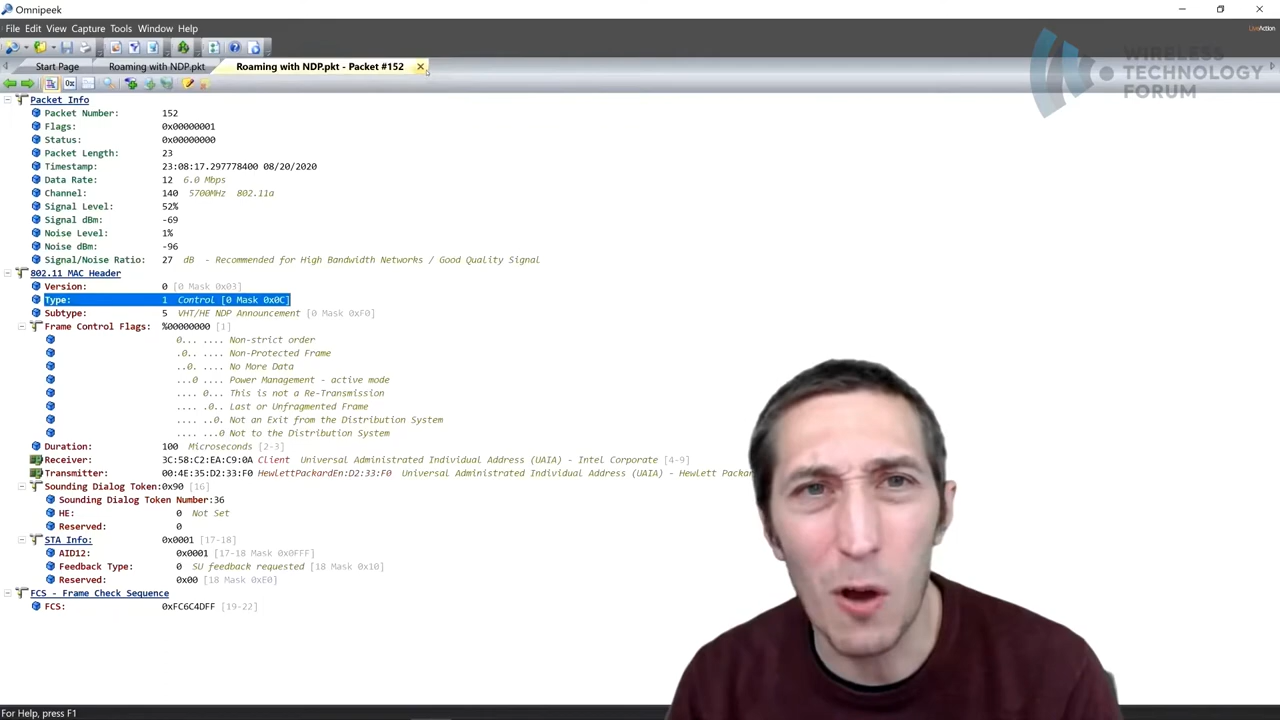 Omnipeek
File Edit View Capture Tools Window Help
LiveAction
Start Page Roaming with NDP.pkt Roaming with NDP.pkt - Packet #152
WIRELESS
TECHNOLOGY
FORUM
Packet Info
Packet Number: 152
Flags: 0x00000001
Status: 0x00000000
Packet Length: 23
Timestamp: 23:08:17.297778400 08/20/2020
Data Rate: 12 6.0 Mbps
Channel: 140 5700MHz 802.11a
Signal Level: 52%
Signal dBm: -69
Noise Level: 1%
Noise dBm: -96
Signal/Noise Ratio: 27 dB - Recommended for High Bandwidth Networks / Good Quality Signal
802.11 MAC Header
Version: 0 [0 Mask 0x03]
Type: 1 Control [0 Mask 0x0C]
Subtype: 5 VHT/HE NDP Announcement [0 Mask 0xF0]
Frame Control Flags: %00000000 [1]
0... .... Non-strict order
.0.. .... Non-Protected Frame
..0. .... No More Data
...0 .... Power Management - active mode
.... 0... This is not a Re-Transmission
.... .0.. Last or Unfragmented Frame
.... ..0. Not an Exit from the Distribution System
.... ...0 Not to the Distribution System
Duration: 100 Microseconds [2-3]
Receiver: 3C:58:C2:EA:C9:0A Client Universal Administrated Individual Address (UAIA) - Intel Corporate [4-9]
Transmitter: 00:4E:35:D2:33:F0 HewlettPackardEn:D2:33:F0 Universal Administrated Individual Address (UAIA) - Hewlett Packar
Sounding Dialog Token:0x90 [16]
Sounding Dialog Token Number:36
HE: 0 Not Set
Reserved: 0
STA Info: 0x0001 [17-18]
AID12: 0x0001 [17-18 Mask 0x0FFF]
Feedback Type: 0 SU feedback requested [18 Mask 0x10]
Reserved: 0x00 [18 Mask 0xE0]
FCS - Frame Check Sequence
FCS: 0xFC6C4DFF [19-22]
For Help, press F1